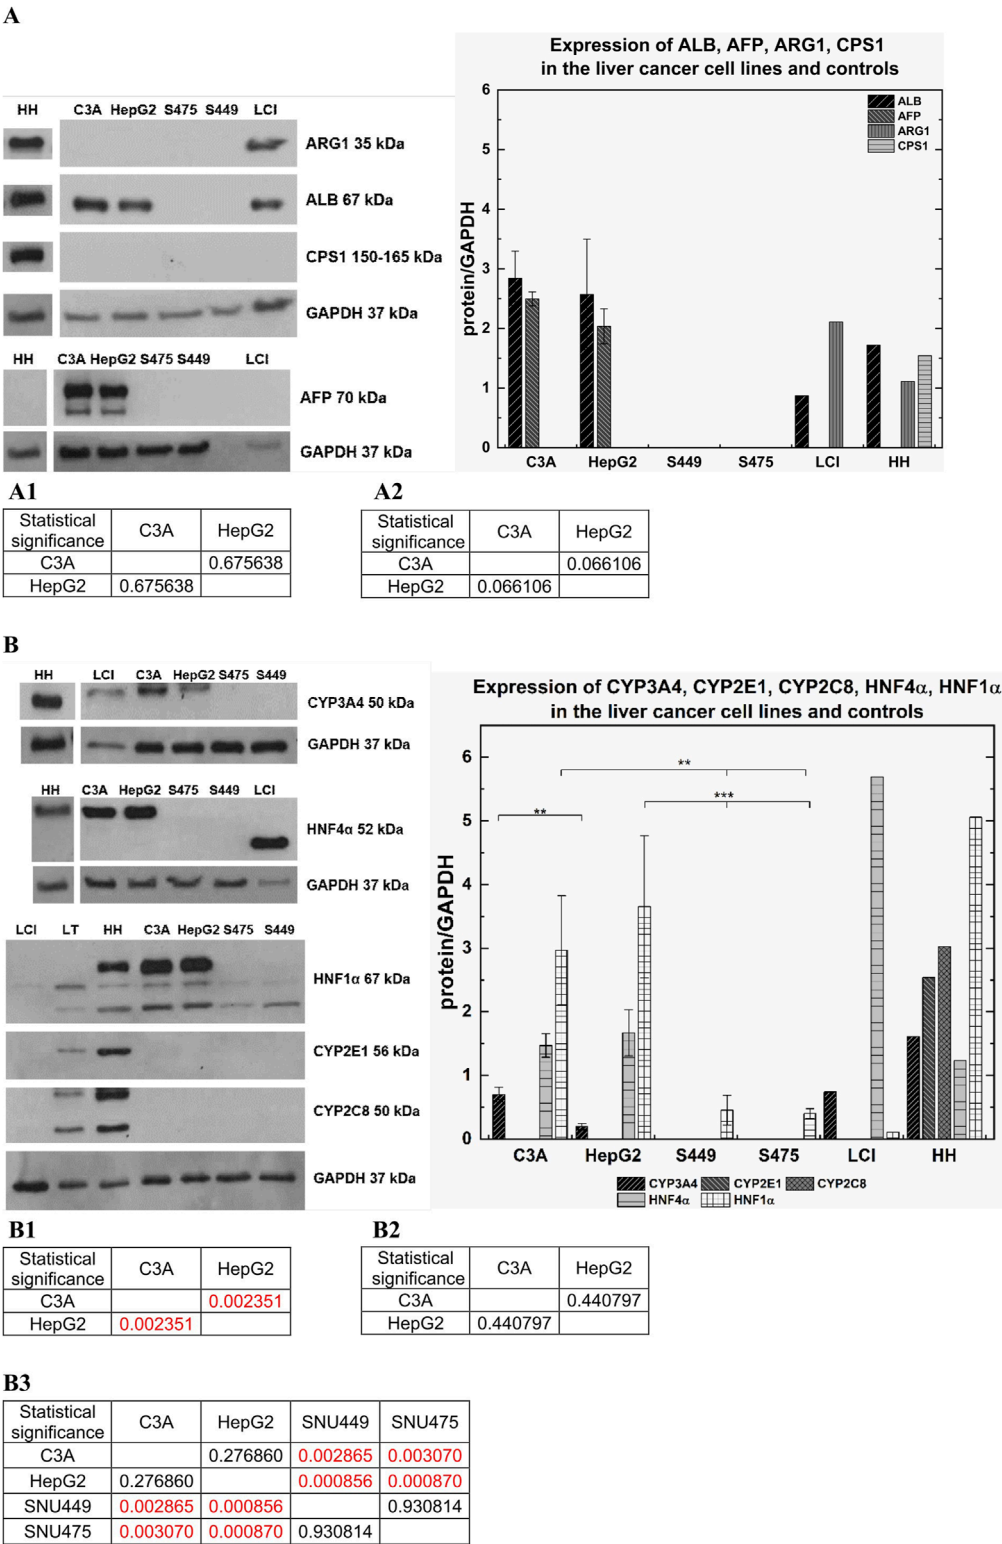 A
HH C3A HepG2 S475 S449 LCI
ARG1 35 kDa
ALB 67 kDa
CPS1 150-165 kDa
GAPDH 37 kDa
HH C3A HepG2 S475 S449 LCI
AFP 70 kDa
GAPDH 37 kDa
Expression of ALB, AFP, ARG1, CPS1
in the liver cancer cell lines and controls
ALB
AFP
ARG1
CPS1
protein/GAPDH
6
5
4
3
2
1
0
C3A HepG2 S449 S475 LCI HH
A1
Statistical significance C3A HepG2
C3A 0.675638
HepG2 0.675638
A2
Statistical significance C3A HepG2
C3A 0.066106
HepG2 0.066106
B
HH LCI C3A HepG2 S475 S449
CYP3A4 50 kDa
GAPDH 37 kDa
HH C3A HepG2 S475 S449 LCI
HNF4α 52 kDa
GAPDH 37 kDa
LCI LT HH C3A HepG2 S475 S449
HNF1α 67 kDa
CYP2E1 56 kDa
CYP2C8 50 kDa
GAPDH 37 kDa
Expression of CYP3A4, CYP2E1, CYP2C8, HNF4α, HNF1α
in the liver cancer cell lines and controls
protein/GAPDH
6
5
4
3
2
1
0
**
***
**
C3A HepG2 S449 S475 LCI HH
CYP3A4 CYP2E1 CYP2C8
HNF4α HNF1α
B1
Statistical significance C3A HepG2
C3A 0.002351
HepG2 0.002351
B2
Statistical significance C3A HepG2
C3A 0.440797
HepG2 0.440797
B3
Statistical significance C3A HepG2 SNU449 SNU475
C3A 0.276860 0.002865 0.003070
HepG2 0.276860 0.000856 0.000870
SNU449 0.002865 0.000856 0.930814
SNU475 0.003070 0.000870 0.930814